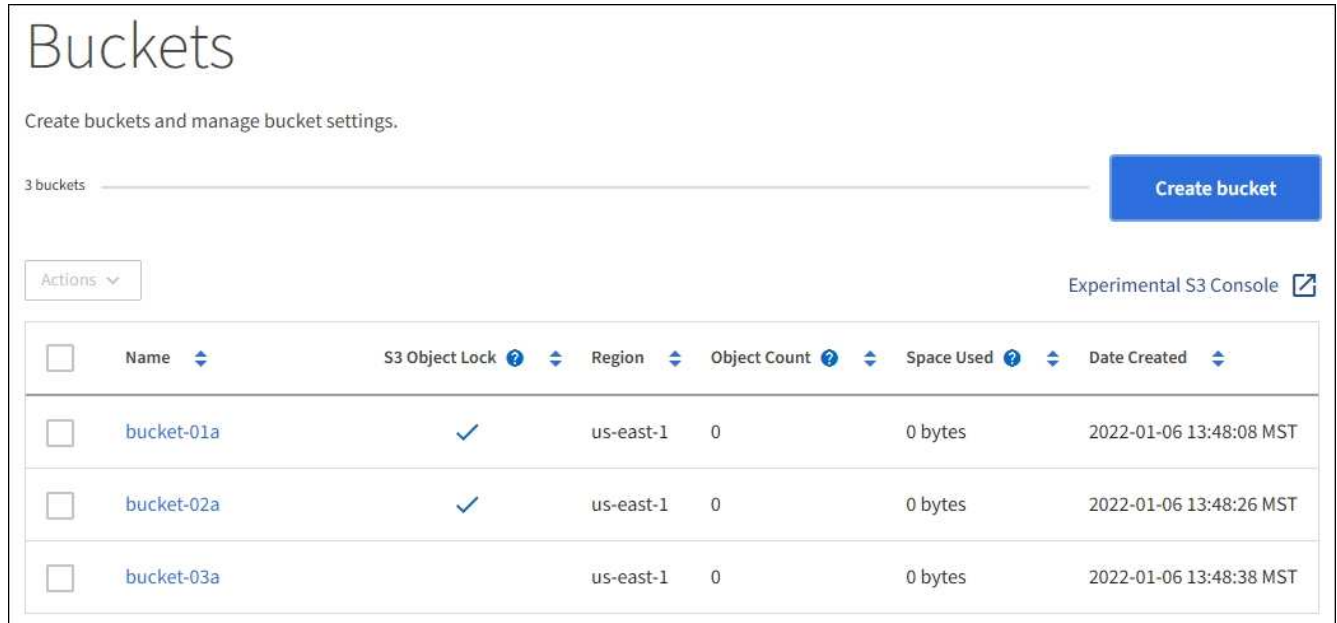 Buckets
Create buckets and manage bucket settings.
3 buckets
Create bucket
Actions
Experimental S3 Console
Name S3 Object Lock Region Object Count Space Used Date Created
bucket-01a us-east-1 0 0 bytes 2022-01-06 13:48:08 MST
bucket-02a us-east-1 0 0 bytes 2022-01-06 13:48:26 MST
bucket-03a us-east-1 0 0 bytes 2022-01-06 13:48:38 MST